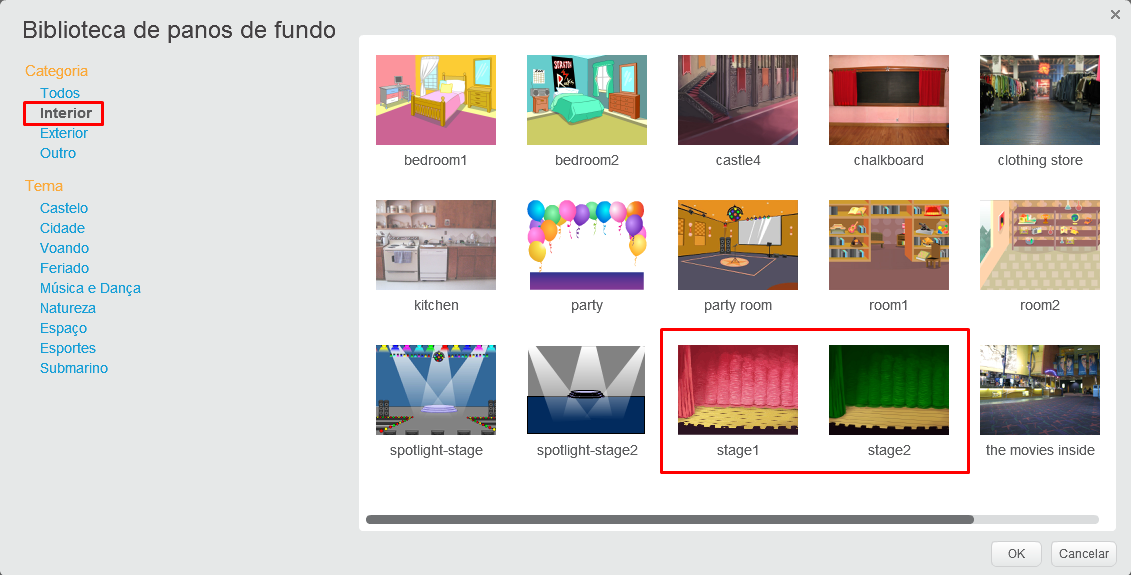 Biblioteca de panos de fundo
Categoria
Todos
Interior
Exterior
Outro
Tema
Castelo
Cidade
Voando
Feriado
Música e Dança
Natureza
Espaço
Esportes
Submarino
bedroom1
bedroom2
castle4
chalkboard
clothing store
kitchen
party
party room
room1
room2
spotlight-stage
spotlight-stage2
stage1
stage2
the movies inside
OK
Cancelar